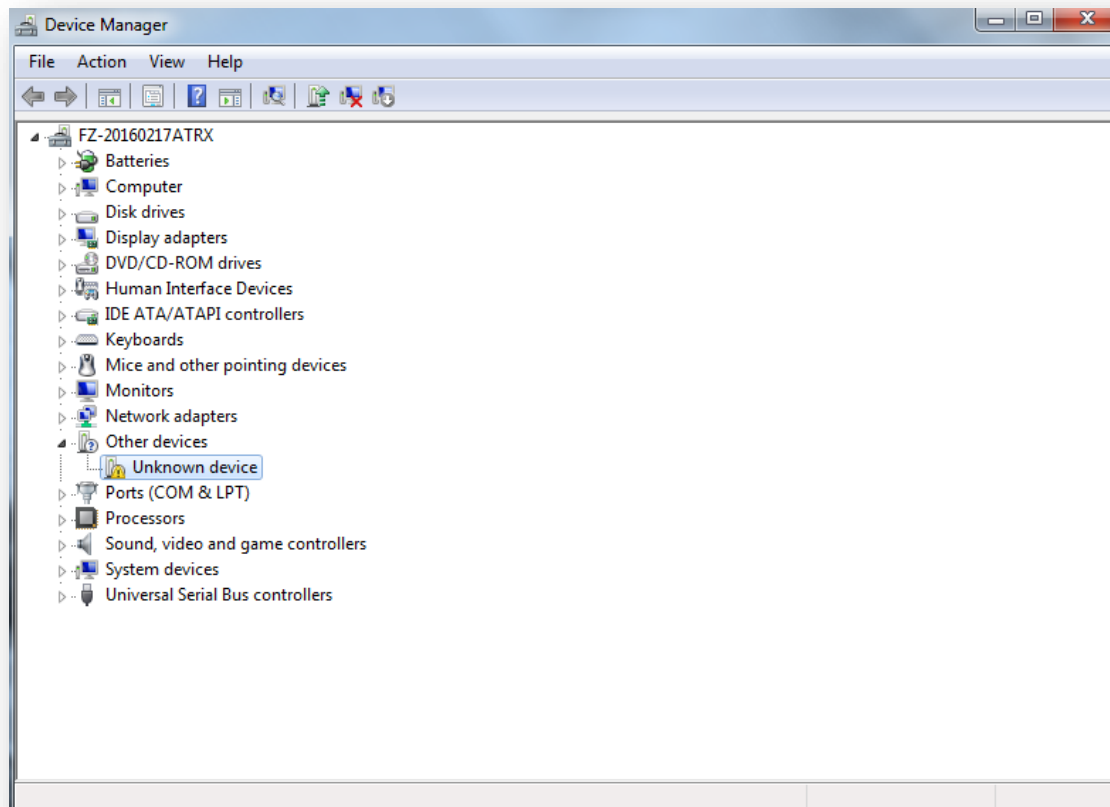 Device Manager
File Action View Help
FZ-20160217ATRX
Batteries
Computer
Disk drives
Display adapters
DVD/CD-ROM drives
Human Interface Devices
IDE ATA/ATAPI controllers
Keyboards
Mice and other pointing devices
Monitors
Network adapters
Other devices
Unknown device
Ports (COM & LPT)
Processors
Sound, video and game controllers
System devices
Universal Serial Bus controllers